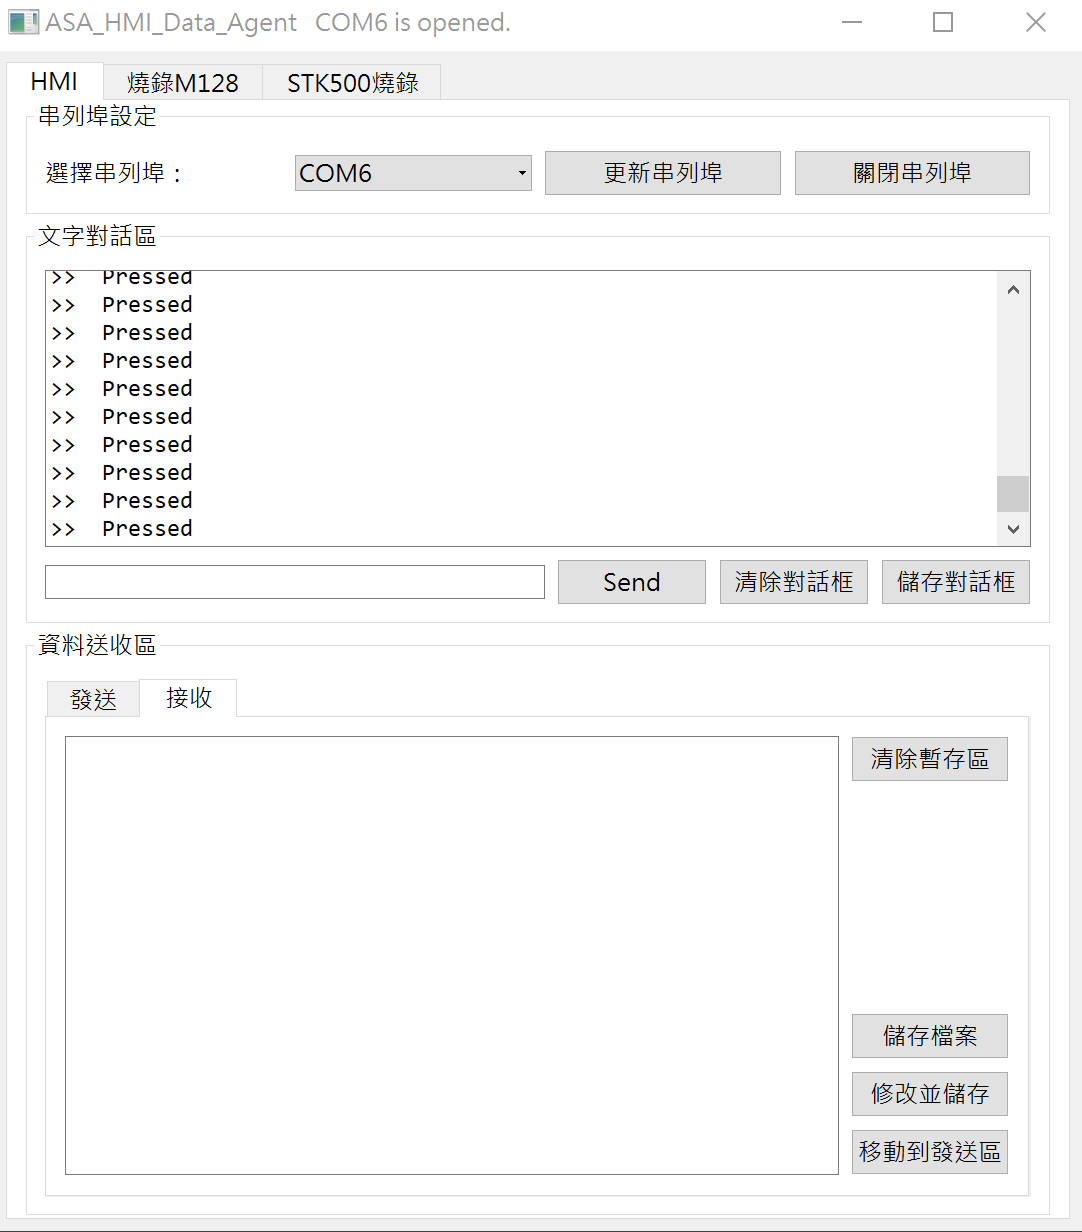 ASA_HMI_Data_Agent COM6 is opened.
HMI 燒錄M128 STK500燒錄
串列埠設定
選擇串列埠： COM6 更新串列埠 關閉串列埠
文字對話區
>> Pressed
>> Pressed
>> Pressed
>> Pressed
>> Pressed
>> Pressed
>> Pressed
>> Pressed
>> Pressed
>> Pressed
Send 清除對話框 儲存對話框
資料送收區
發送 接收
清除暫存區
儲存檔案
修改並儲存
移動到發送區